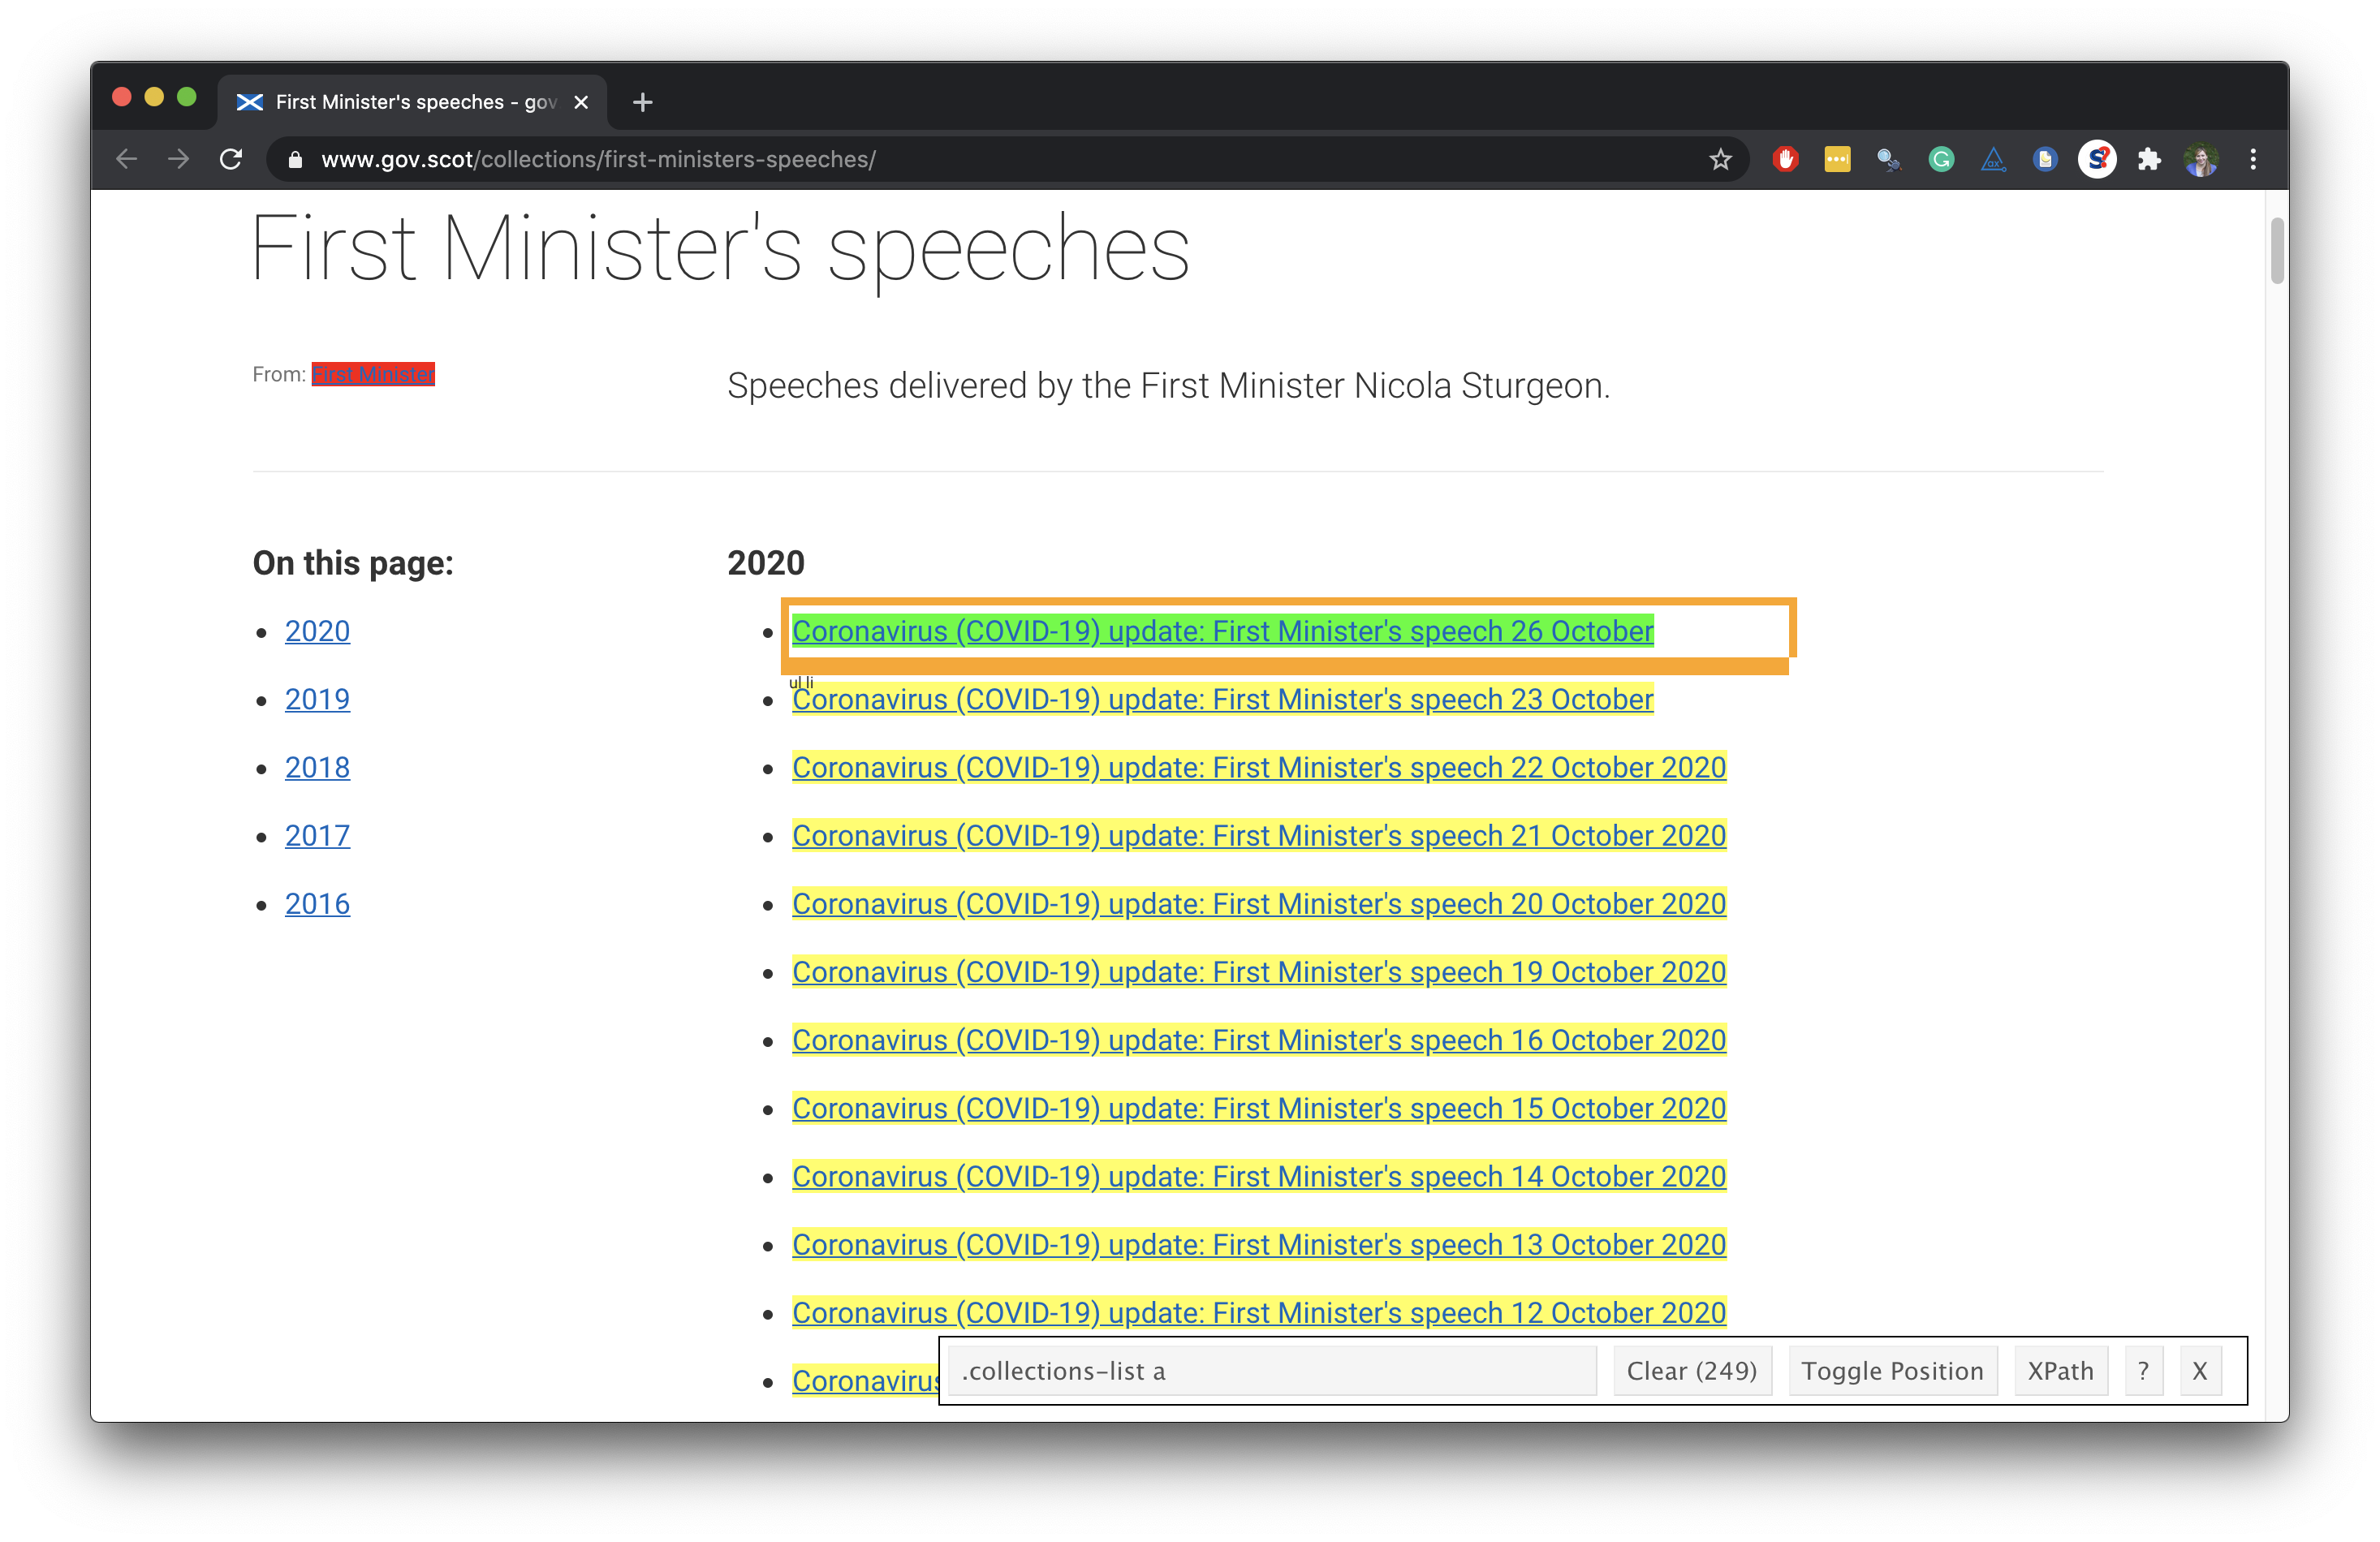 First Minister's speeches - gov
www.gov.scot/collections/first-ministers-speeches/
First Minister's speeches
From: First Minister
Speeches delivered by the First Minister Nicola Sturgeon.
On this page:
2020
2019
2018
2017
2016
2020
Coronavirus (COVID-19) update: First Minister's speech 26 October
ul li
Coronavirus (COVID-19) update: First Minister's speech 23 October
Coronavirus (COVID-19) update: First Minister's speech 22 October 2020
Coronavirus (COVID-19) update: First Minister's speech 21 October 2020
Coronavirus (COVID-19) update: First Minister's speech 20 October 2020
Coronavirus (COVID-19) update: First Minister's speech 19 October 2020
Coronavirus (COVID-19) update: First Minister's speech 16 October 2020
Coronavirus (COVID-19) update: First Minister's speech 15 October 2020
Coronavirus (COVID-19) update: First Minister's speech 14 October 2020
Coronavirus (COVID-19) update: First Minister's speech 13 October 2020
Coronavirus (COVID-19) update: First Minister's speech 12 October 2020
Coronavirus
.collections-list a
Clear (249)
Toggle Position
XPath
?
X